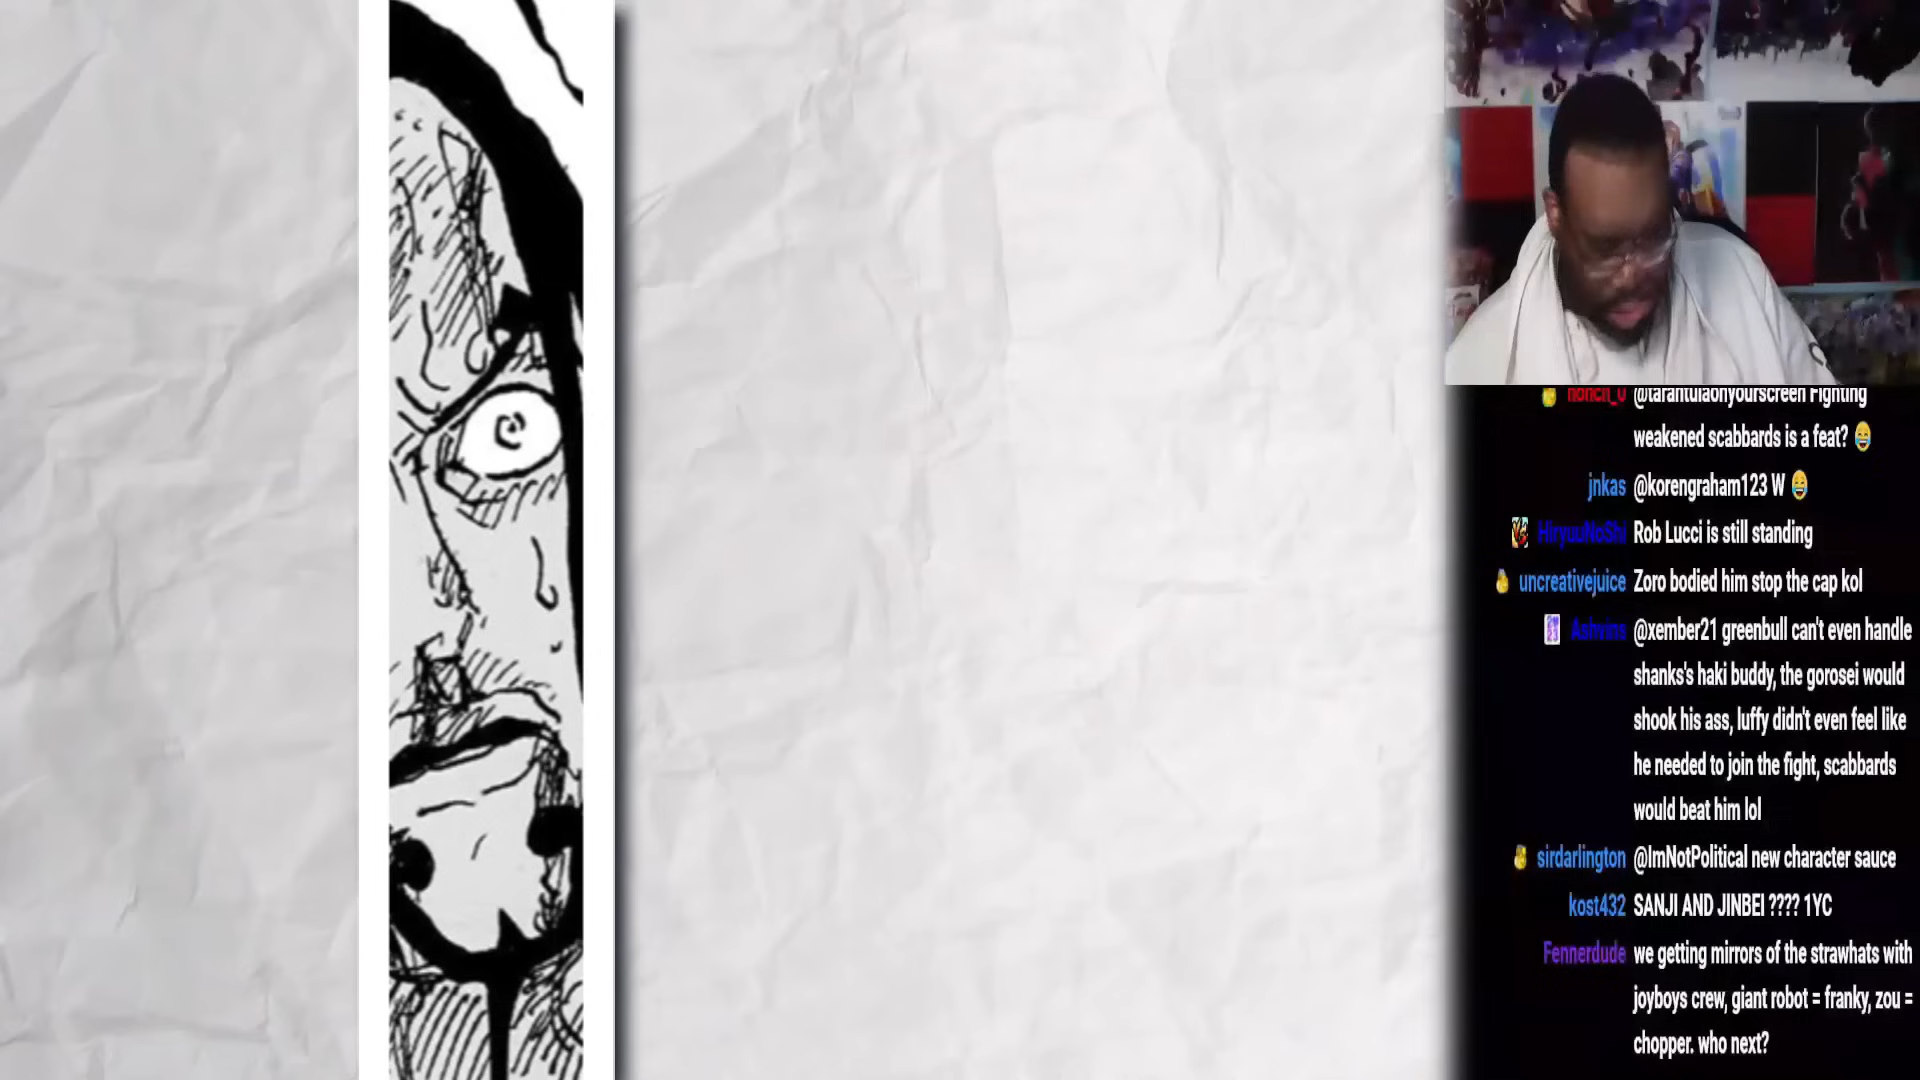 nonch_0 @tarantulaonyourscreen Fighting
weakened scabbards is a feat? 😂
jnkas @korengraham123 W 😂
HiryuuNoShi Rob Lucci is still standing
uncreativejuice Zoro bodied him stop the cap kol
Ashwins @xember21 greenbull can't even handle
shanks's haki buddy, the gorosei would
shook his ass, luffy didn't even feel like
he needed to join the fight, scabbards
would beat him lol
sirdarlington @ImNotPolitical new character sauce
kost432 SANJI AND JINBEI ???? 1YC
Fennerdude we getting mirrors of the strawhats with
joyboys crew, giant robot = franky, zou =
chopper. who next?